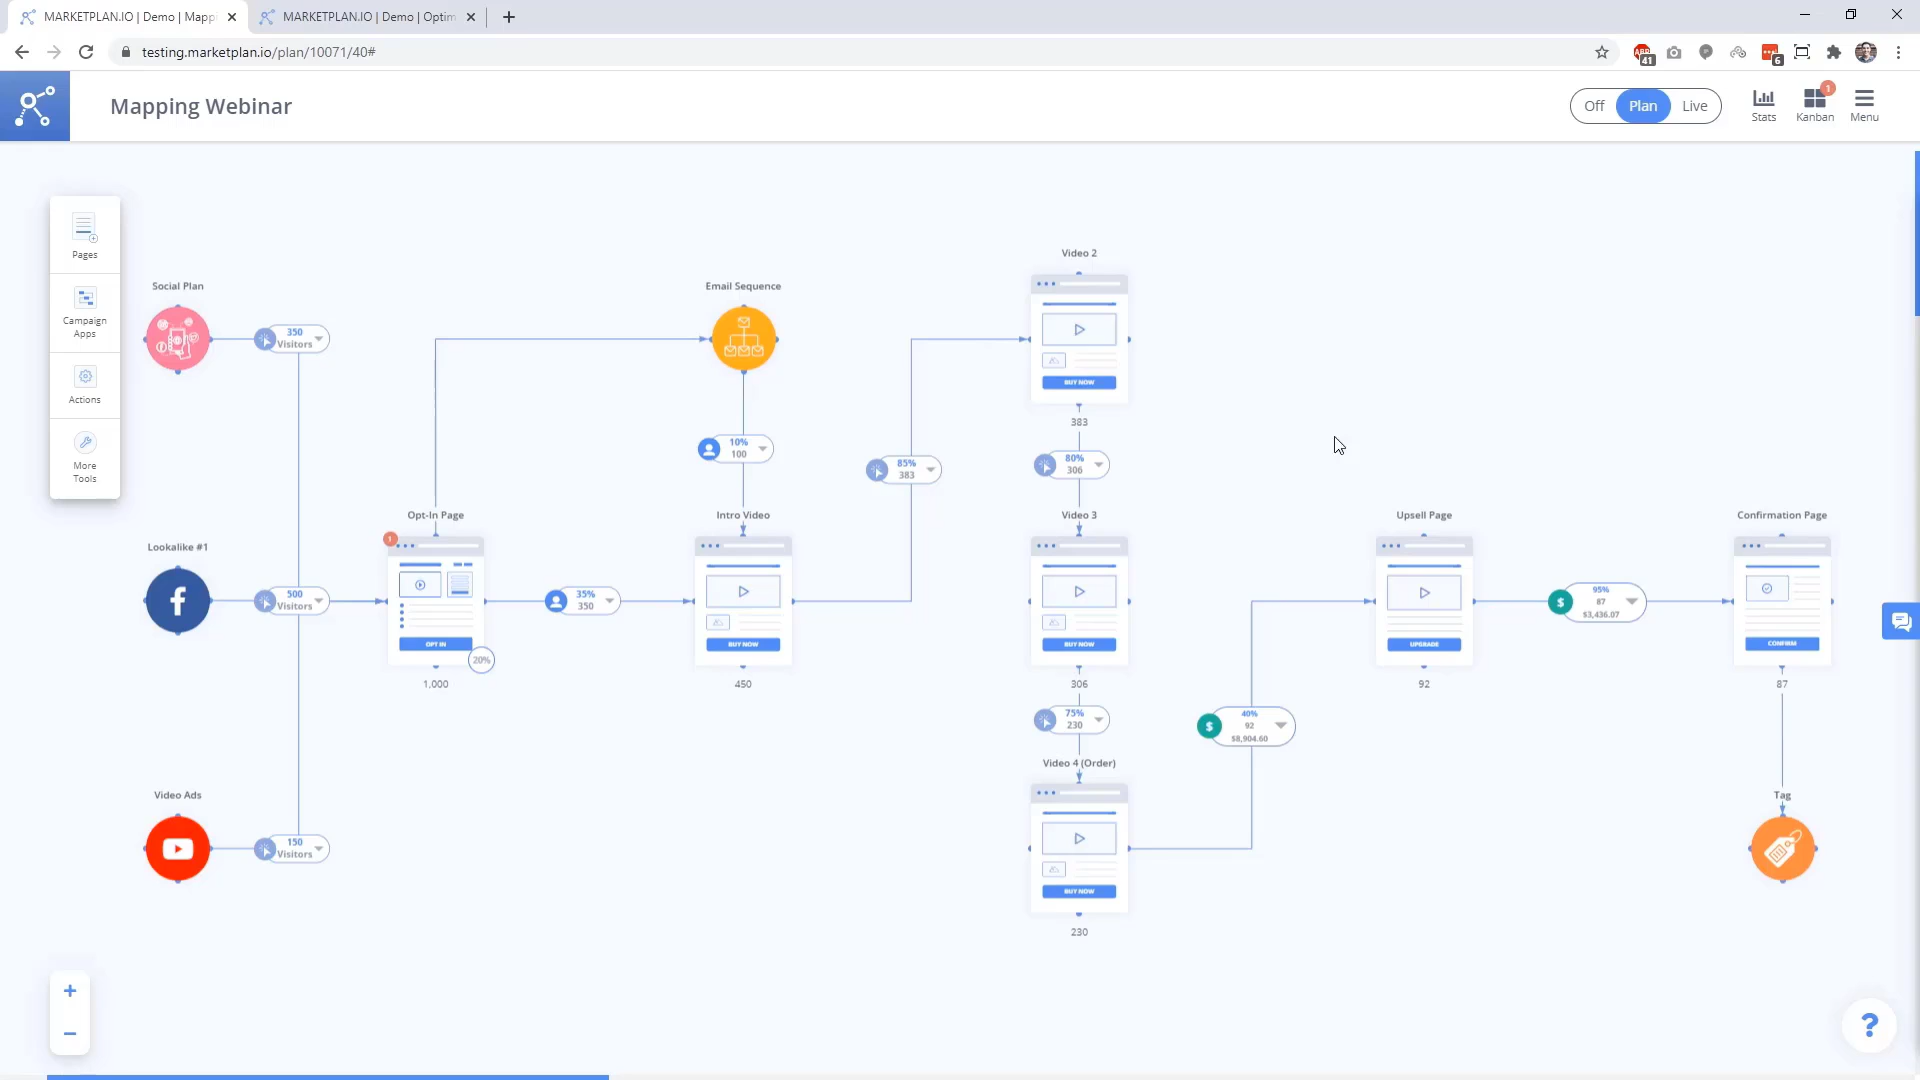 MARKETPLAN.IO | Demo | Mappi
MARKETPLAN.IO | Demo | Optim
testing.marketplan.io/plan/10071/40#
41
6
Mapping Webinar
Off
Plan
Live
Stats
1
Kanban
Menu
Pages
Campaign
Apps
Actions
More
Tools
Social Plan
350
Visitors
Lookalike #1
500
Visitors
Video Ads
150
Visitors
Opt-In Page
1
OPT IN
20%
1,000
35%
350
Email Sequence
10%
100
Intro Video
BUY NOW
450
85%
383
Video 2
BUY NOW
383
80%
306
Video 3
BUY NOW
306
75%
230
Video 4 (Order)
BUY NOW
230
40%
92
$8,904.60
Upsell Page
UPGRADE
92
95%
87
$3,436.07
Confirmation Page
CONFIRM
87
Tag
+
−
?